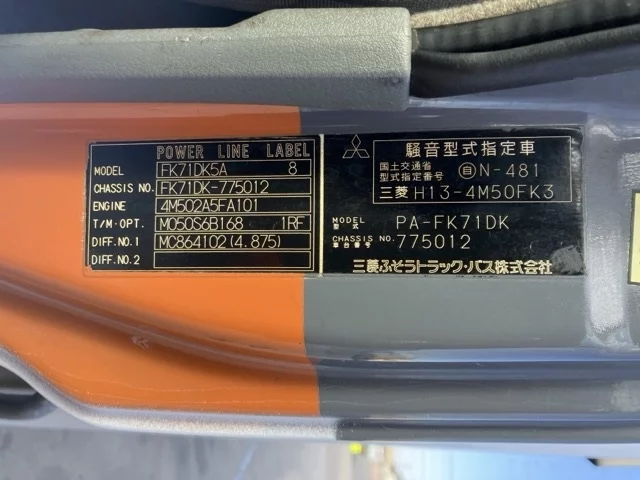 POWER LINE LABEL
MODEL FK71DK5A 8
CHASSIS NO. FK71DK-775012
ENGINE 4M502A5FA101
T/M·OPT. M050S6B168 1RF
DIFF.NO.1 MC864102(4.875)
DIFF.NO.2
騒音型式指定車
国土交通省
型式指定番号 自N-481
三菱 H13-4M50FK3
MODEL
型式 PA-FK71DK
CHASSIS NO.
車台番号 775012
三菱ふそうトラック・バス株式会社